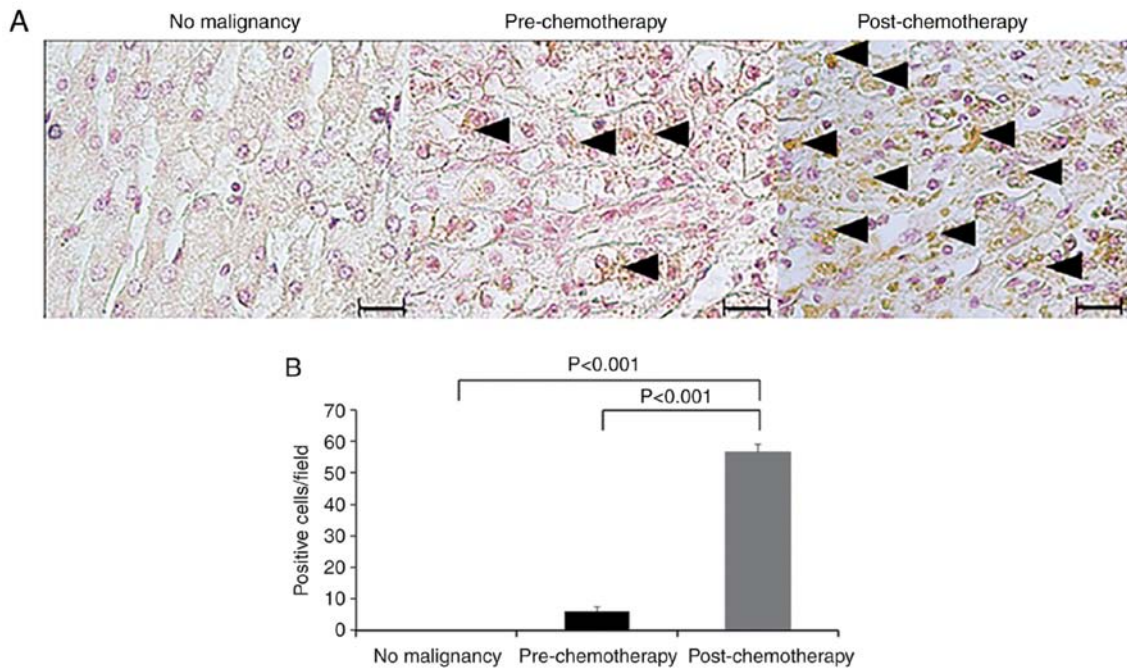 A
No malignancy Pre-chemotherapy Post-chemotherapy
B
P<0.001
P<0.001
70
60
50
40
30
20
10
0
Positive cells/field
No malignancy Pre-chemotherapy Post-chemotherapy